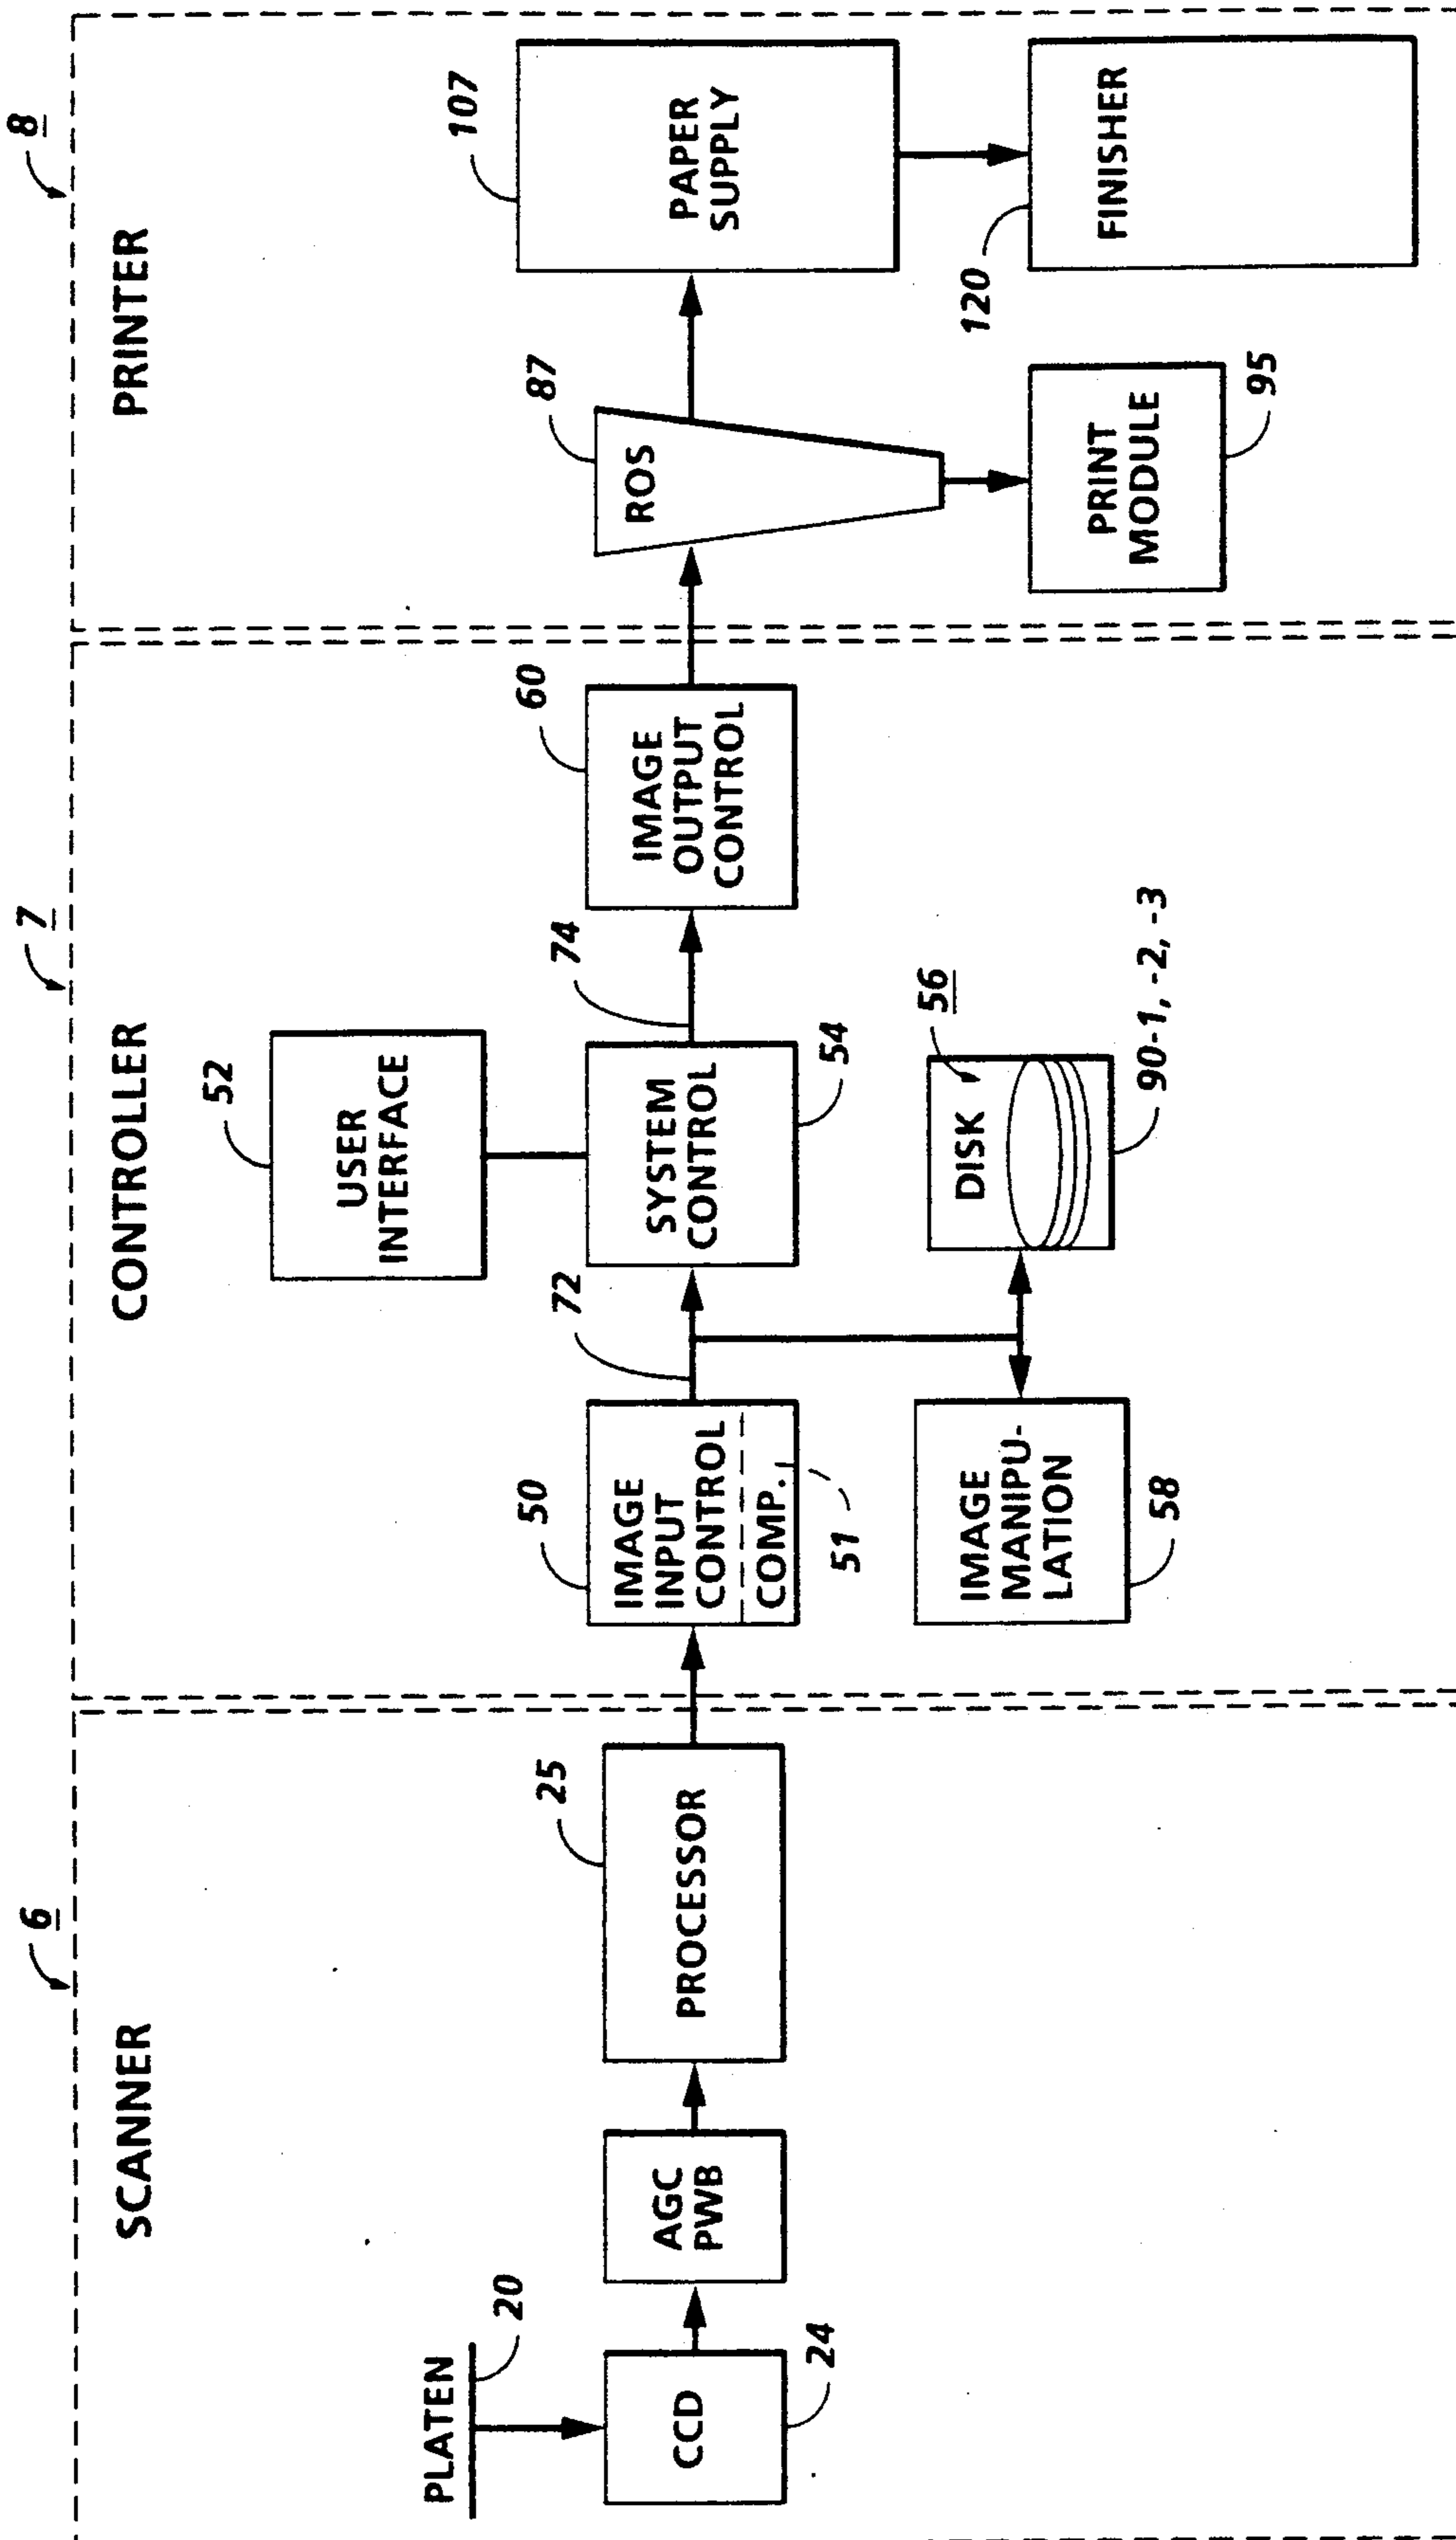 6
SCANNER
PLATEN
20
CCD
24
AGC
PWB
PROCESSOR
25
7
CONTROLLER
USER
INTERFACE
52
IMAGE
INPUT
CONTROL
COMP.
50
51
72
SYSTEM
CONTROL
54
74
IMAGE
OUTPUT
CONTROL
60
IMAGE
MANIPU-
LATION
58
DISK
56
90-1, -2, -3
8
PRINTER
ROS
87
PAPER
SUPPLY
107
PRINT
MODULE
95
FINISHER
120